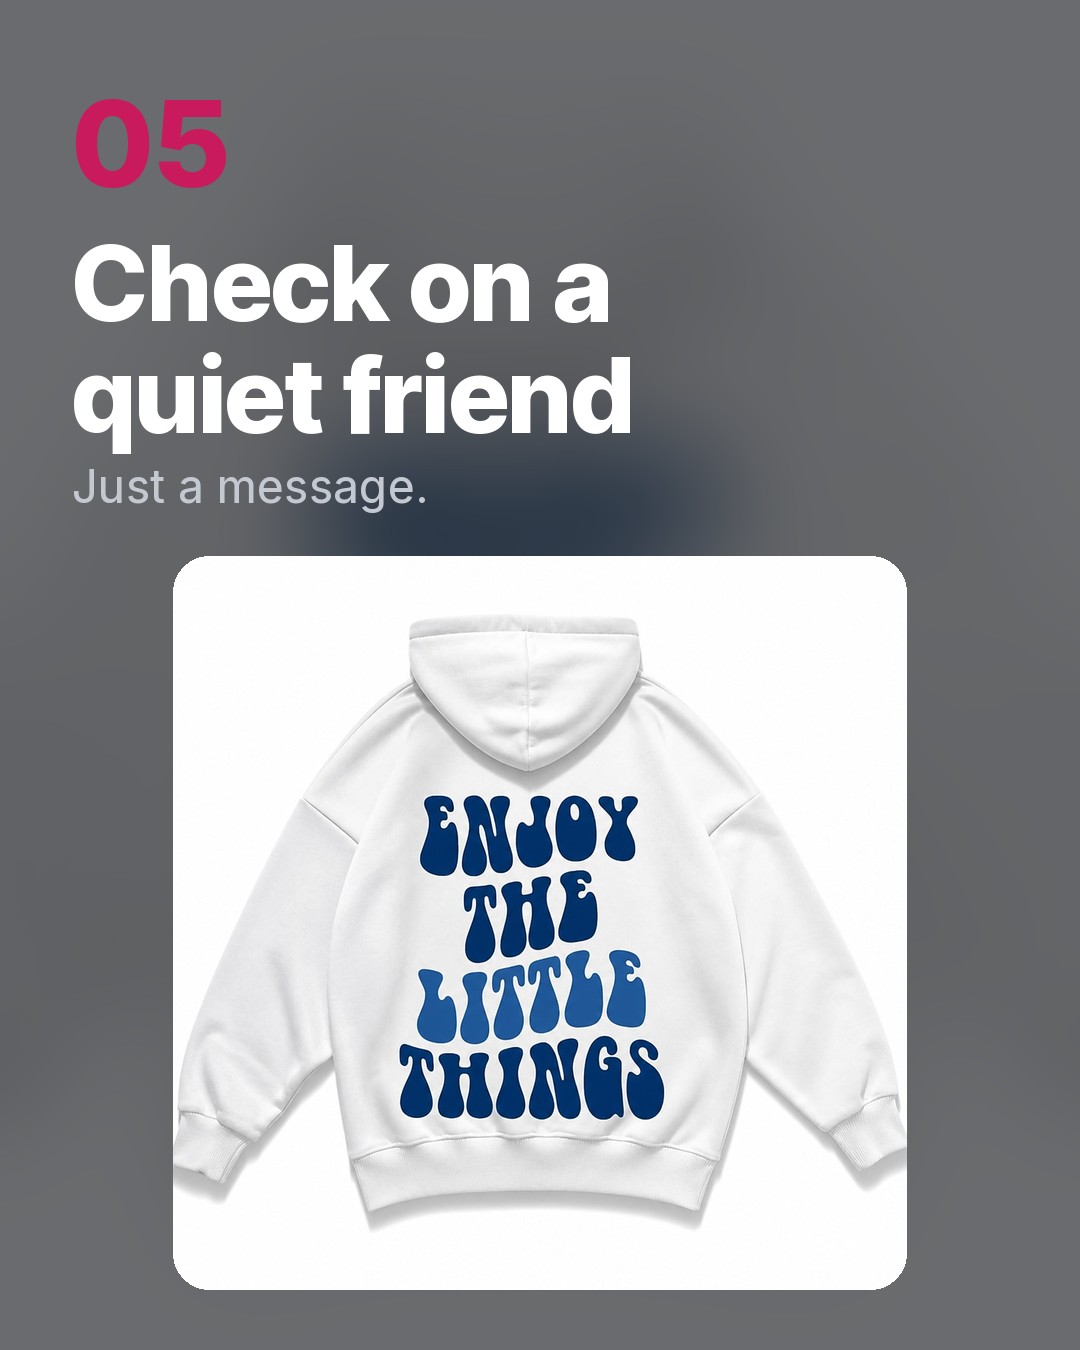 05
Check on a
quiet friend
Just a message.
ENJOY
THE
LITTLE
THINGS